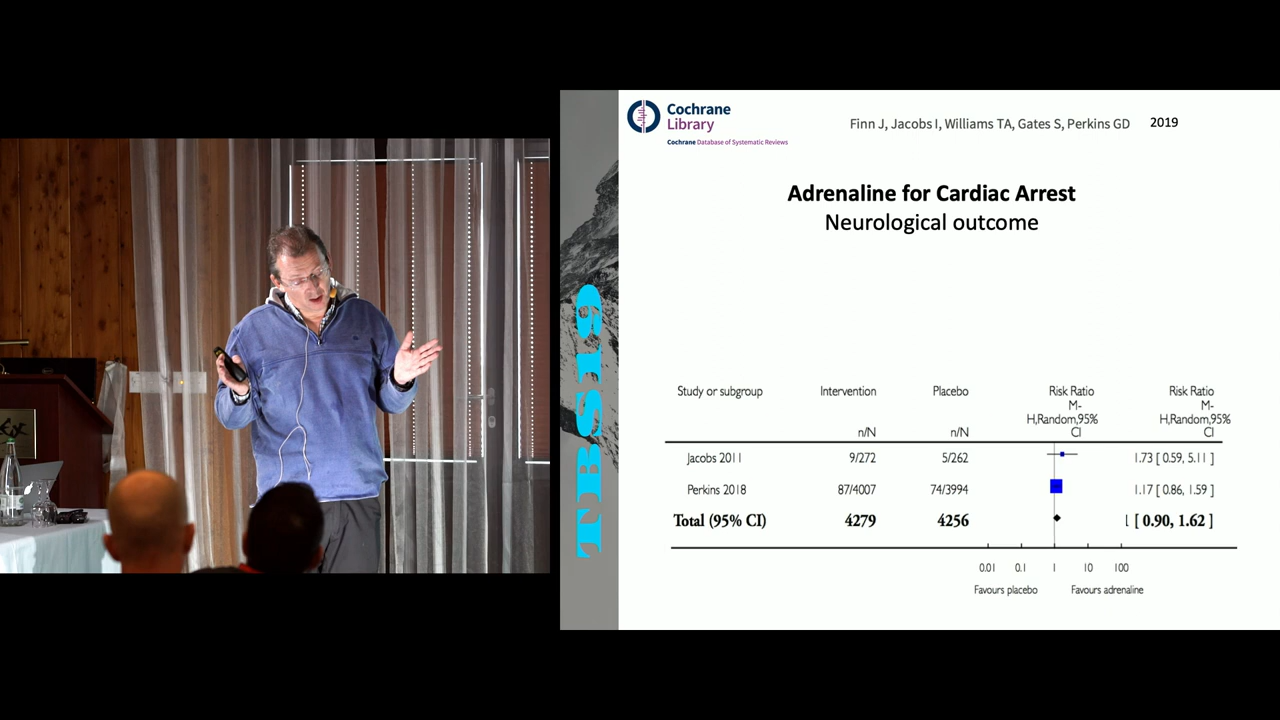 Cochrane
Library
Cochrane Database of Systematic Reviews
Finn J, Jacobs I, Williams TA, Gates S, Perkins GD 2019
Adrenaline for Cardiac Arrest
Neurological outcome
TBS19
Study or subgroup Intervention Placebo Risk Ratio Risk Ratio
M- M-
H,Random,95% H,Random,95%
n/N n/N CI CI
Jacobs 2011 9/272 5/262 1.73 [ 0.59, 5.11 ]
Perkins 2018 87/4007 74/3994 1.17 [ 0.86, 1.59 ]
Total (95% CI) 4279 4256 [ 0.90, 1.62 ]
0.01 0.1 1 10 100
Favours placebo Favours adrenaline